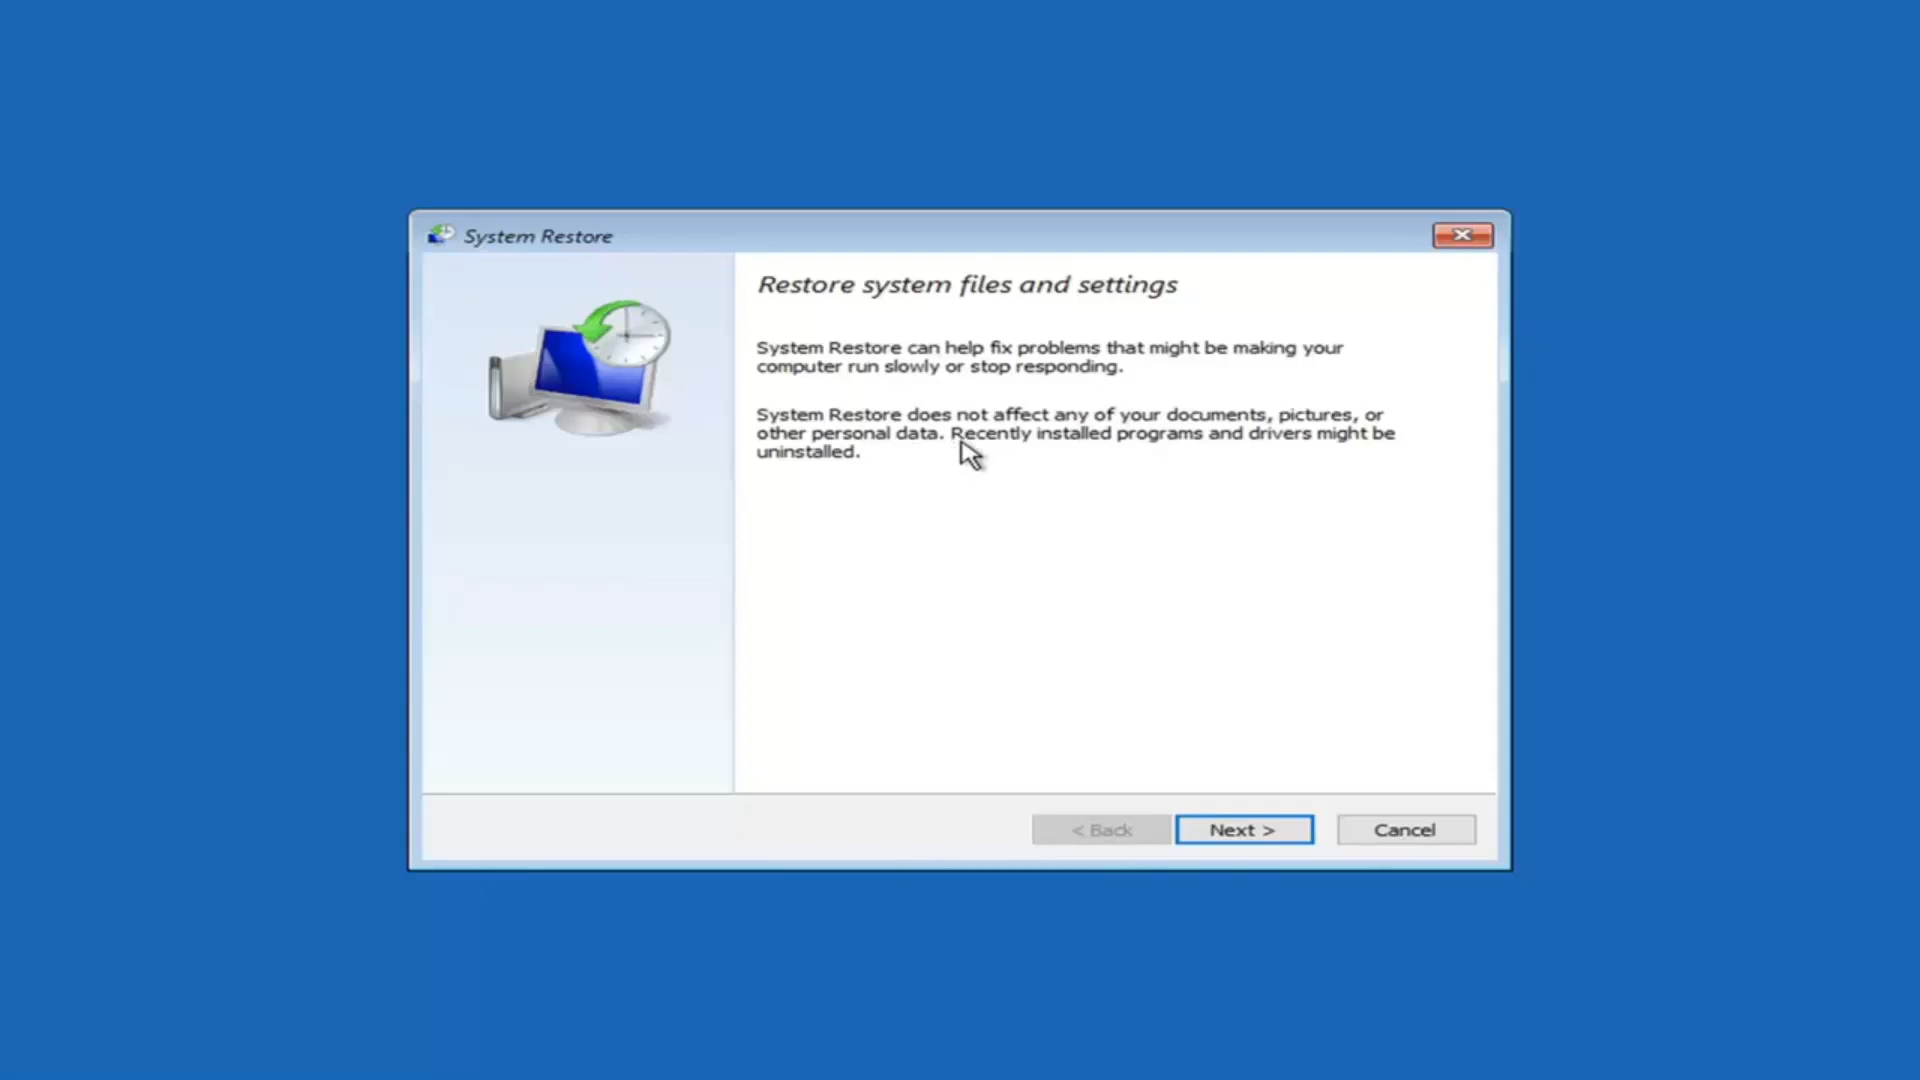 System Restore
Restore system files and settings
System Restore can help fix problems that might be making your
computer run slowly or stop responding.
System Restore does not affect any of your documents, pictures, or
other personal data. Recently installed programs and drivers might be
uninstalled.
< Back
Next >
Cancel